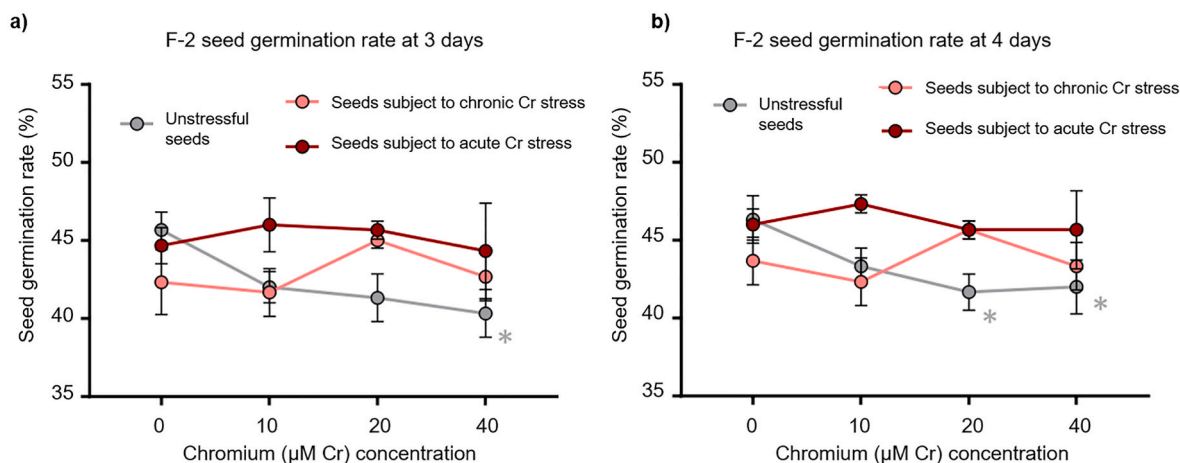 a)
F-2 seed germination rate at 3 days
55
50
45
40
35
Seed germination rate (%)
Unstressful
seeds
Seeds subject to chronic Cr stress
Seeds subject to acute Cr stress
*
0 10 20 40
Chromium (µM Cr) concentration
b)
F-2 seed germination rate at 4 days
55
50
45
40
35
Seed germination rate (%)
Unstressful
seeds
Seeds subject to chronic Cr stress
Seeds subject to acute Cr stress
* *
0 10 20 40
Chromium (µM Cr) concentration